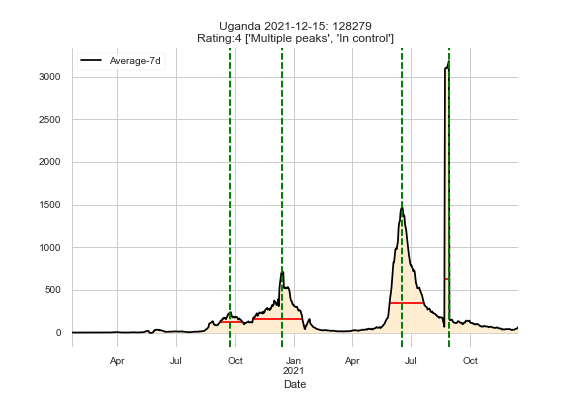 Uganda 2021-12-15: 128279
Rating:4 ['Multiple peaks', 'In control']
Average-7d
3000
2500
2000
1500
1000
500
0
Apr Jul Oct Jan Apr Jul Oct
2021
Date